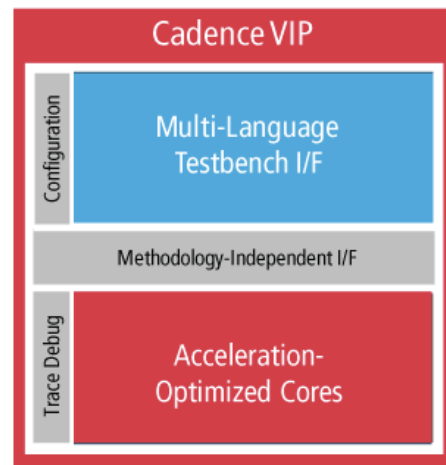 Cadence VIP
Configuration
Multi-Language
Testbench I/F
Methodology-Independent I/F
Trace Debug
Acceleration-
Optimized Cores